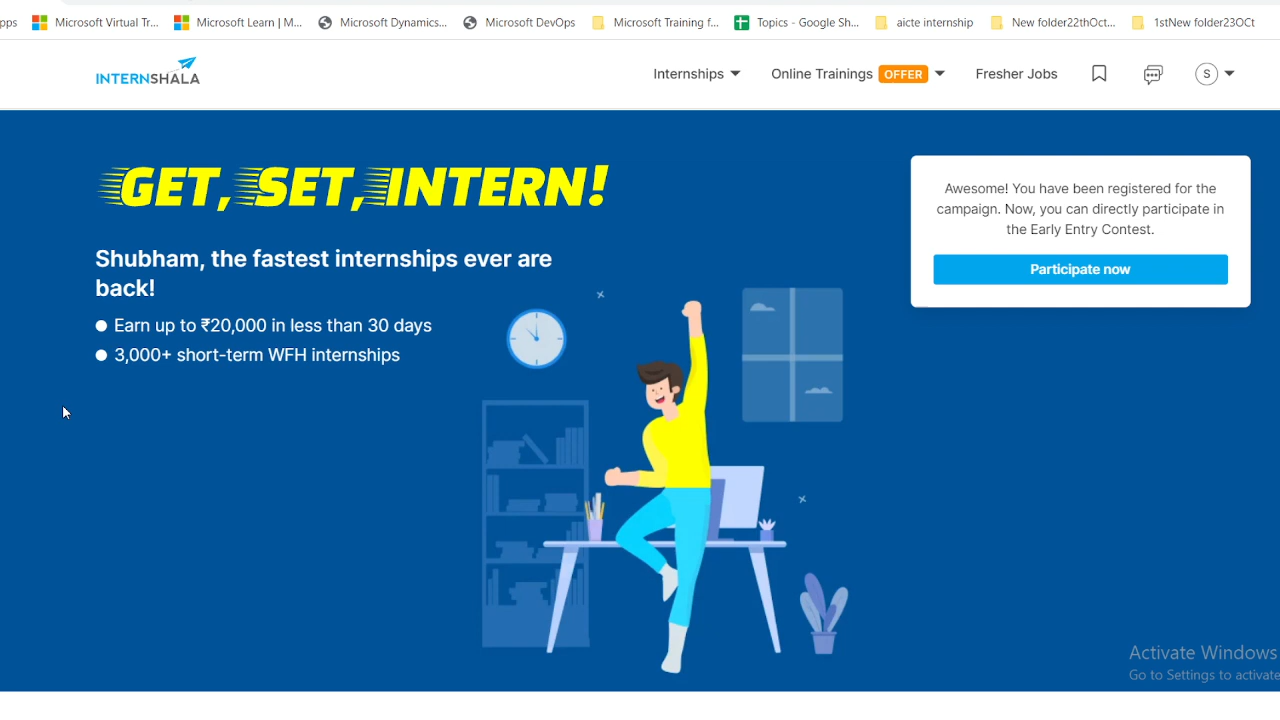 pps Microsoft Virtual Tr... Microsoft Learn | M... Microsoft Dynamics... Microsoft DevOps Microsoft Training f... Topics - Google Sh... aicte internship New folder22thOct... 1stNew folder23OCt
INTERNSHALA Internships Online Trainings OFFER Fresher Jobs S
GET, SET, INTERN!
Shubham, the fastest internships ever are
back!
Earn up to ₹20,000 in less than 30 days
3,000+ short-term WFH internships
Awesome! You have been registered for the
campaign. Now, you can directly participate in
the Early Entry Contest.
Participate now
Activate Windows
Go to Settings to activate